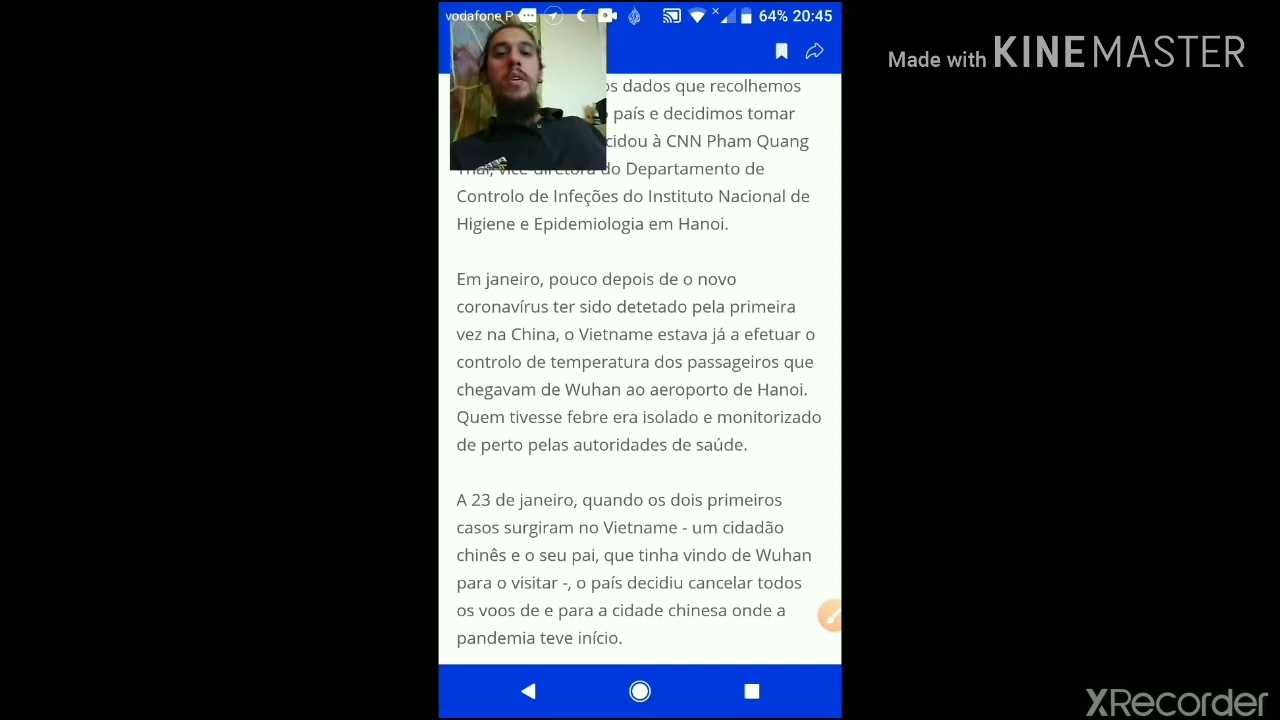 vodafone P
64% 20:45
Made with KINEMASTER
os dados que recolhemos
país e decidimos tomar
cidou à CNN Pham Quang
Thai, vice-diretora do Departamento de
Controlo de Infeções do Instituto Nacional de
Higiene e Epidemiologia em Hanoi.
Em janeiro, pouco depois de o novo
coronavírus ter sido detetado pela primeira
vez na China, o Vietname estava já a efetuar o
controlo de temperatura dos passageiros que
chegavam de Wuhan ao aeroporto de Hanoi.
Quem tivesse febre era isolado e monitorizado
de perto pelas autoridades de saúde.
A 23 de janeiro, quando os dois primeiros
casos surgiram no Vietname - um cidadão
chinês e o seu pai, que tinha vindo de Wuhan
para o visitar -, o país decidiu cancelar todos
os voos de e para a cidade chinesa onde a
pandemia teve início.
XRecorder